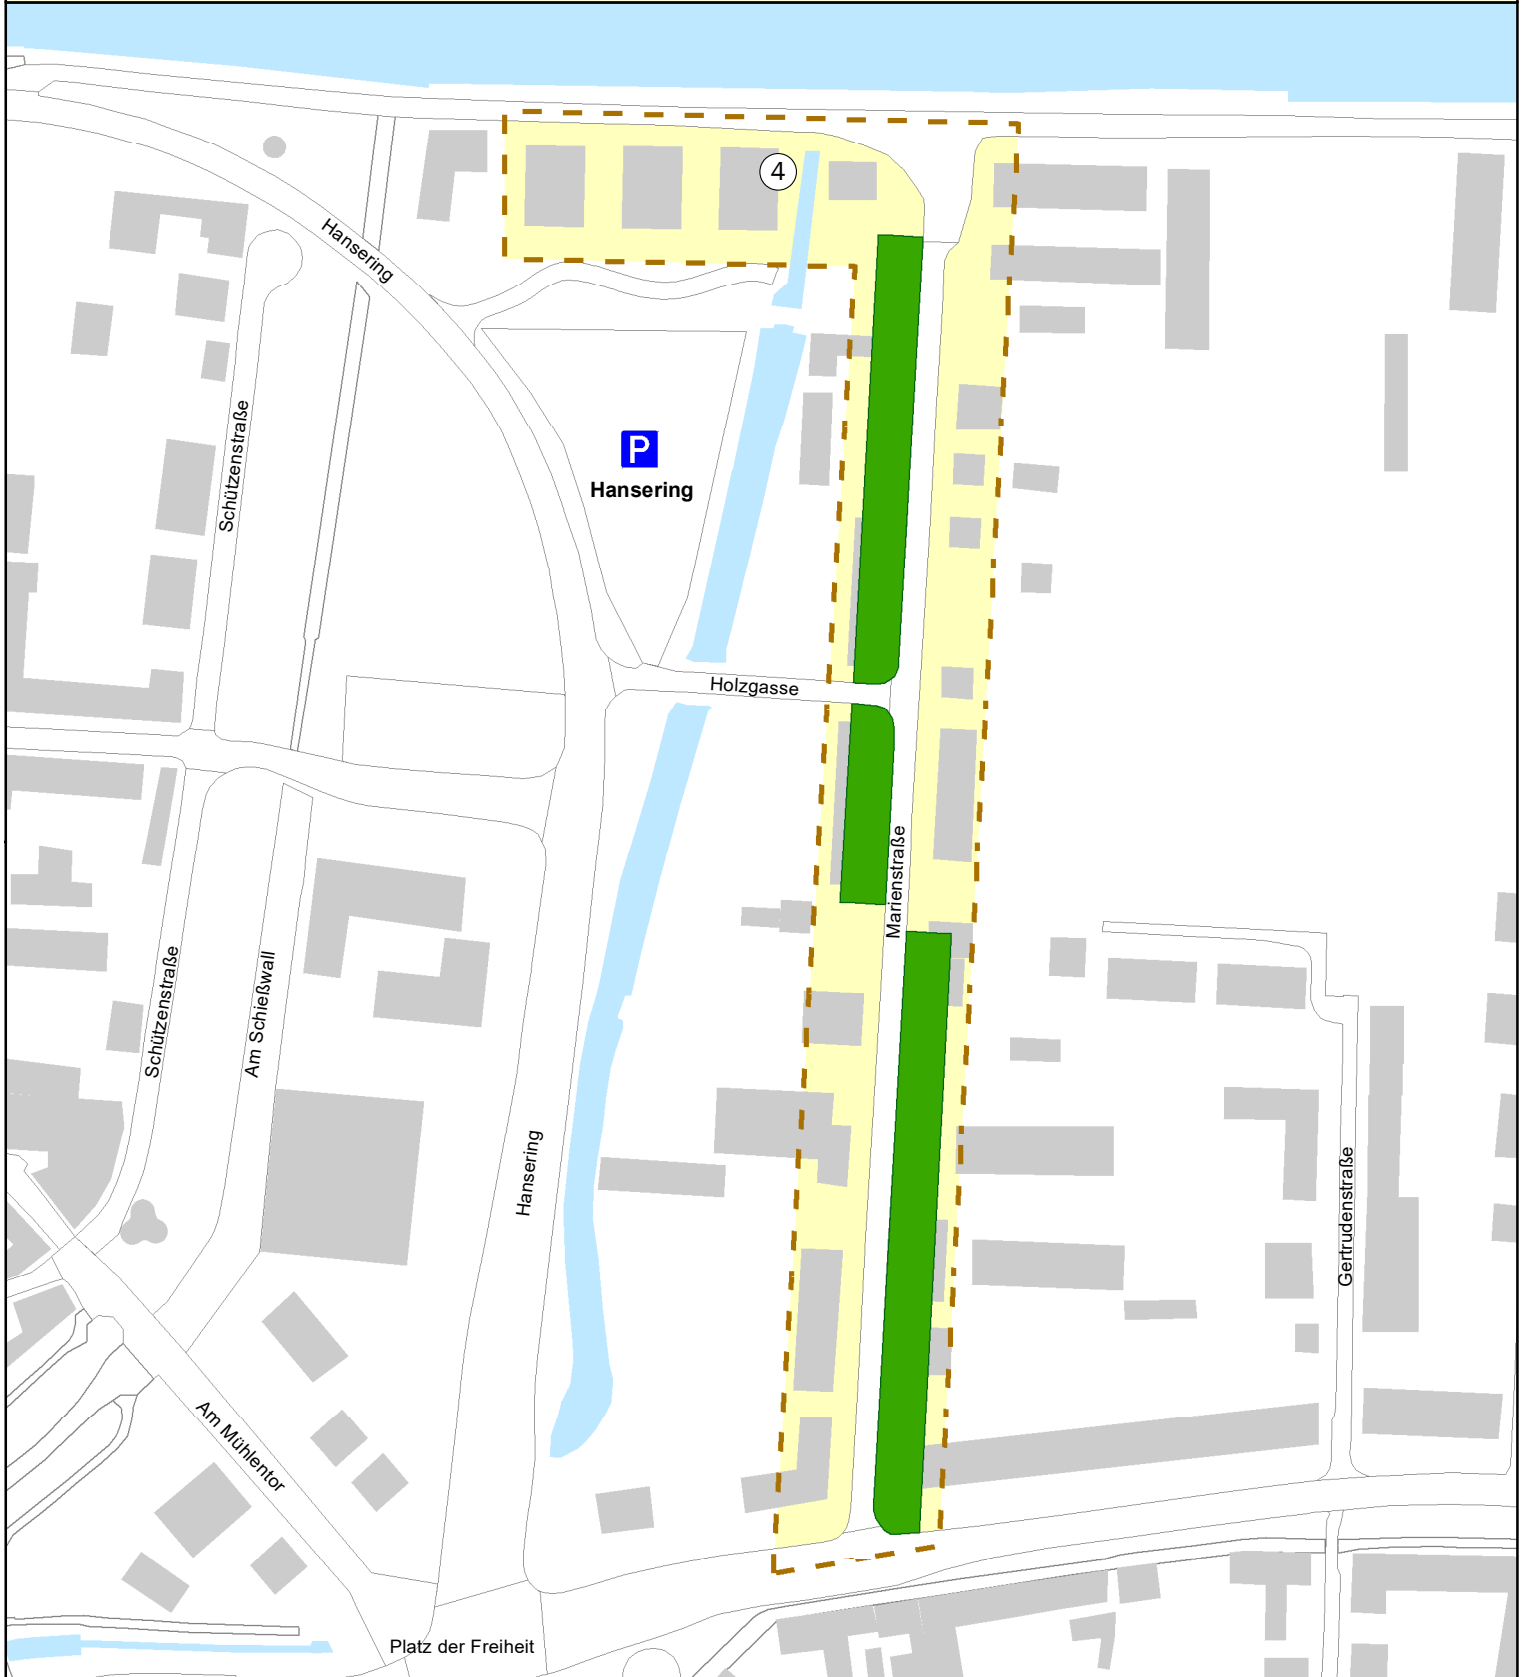 4
Hansering
P
Hansering
Schützenstraße
Holzgasse
Marienstraße
Schützenstraße
Am Schießwall
Hansering
Gertrudenstraße
Am Mühlentor
Platz der Freiheit